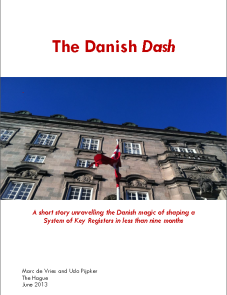 The Danish Dash
A short story unravelling the Danish magic of shaping a
System of Key Registers in less than nine months
Marc de Vries and Udo Pijpker
The Hague
June 2013